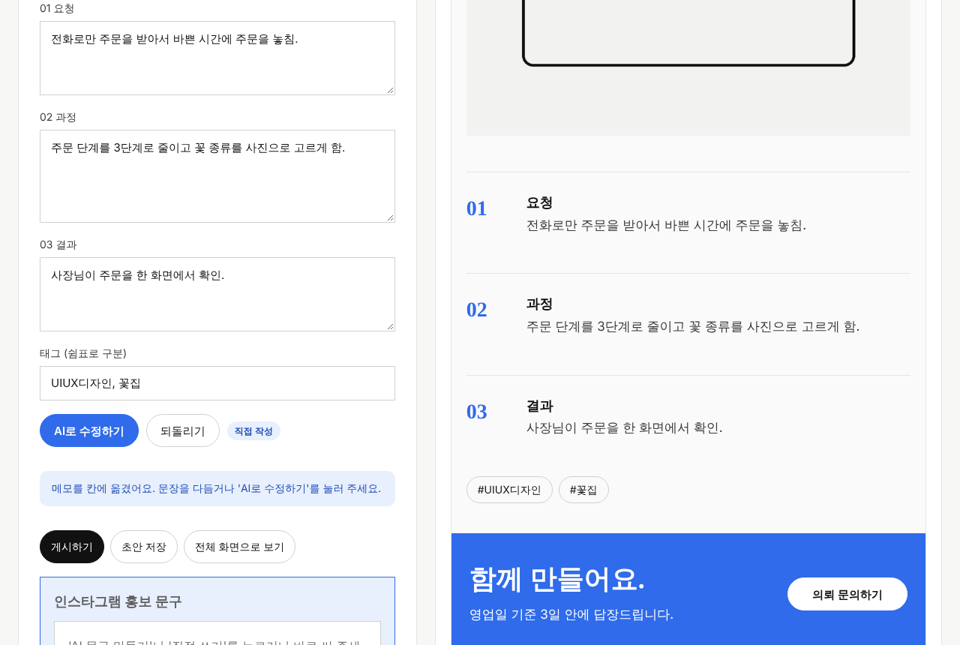 01 요청
전화로만 주문을 받아서 바쁜 시간에 주문을 놓침.
02 과정
주문 단계를 3단계로 줄이고 꽃 종류를 사진으로 고르게 함.
03 결과
사장님이 주문을 한 화면에서 확인.
태그 (쉼표로 구분)
UIUX디자인, 꽃집
AI로 수정하기
되돌리기
직접 작성
메모를 칸에 옮겼어요. 문장을 다듬거나 'AI로 수정하기'를 눌러 주세요.
게시하기
초안 저장
전체 화면으로 보기
인스타그램 홍보 문구
01
요청
전화로만 주문을 받아서 바쁜 시간에 주문을 놓침.
02
과정
주문 단계를 3단계로 줄이고 꽃 종류를 사진으로 고르게 함.
03
결과
사장님이 주문을 한 화면에서 확인.
#UIUX디자인
#꽃집
함께 만들어요.
영업일 기준 3일 안에 답장드립니다.
의뢰 문의하기